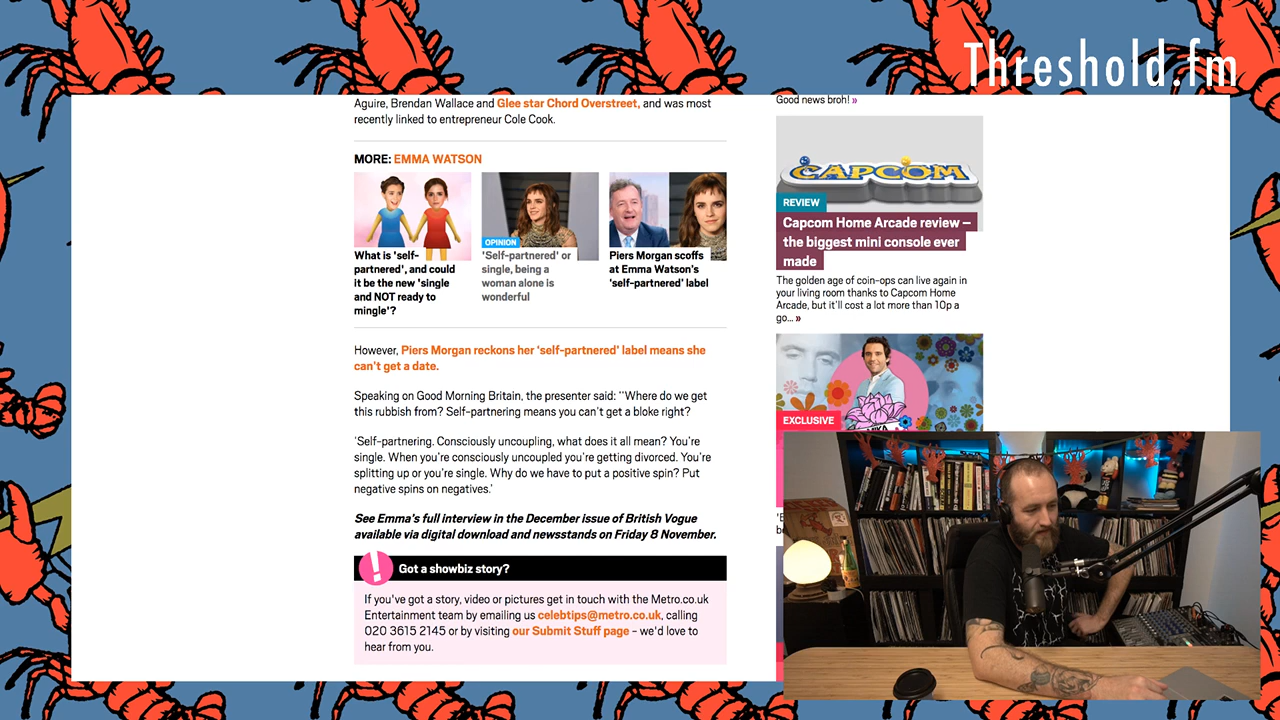 Threshold.fm
Aguire, Brendan Wallace and Glee star Chord Overstreet, and was most
recently linked to entrepreneur Cole Cook.
MORE: EMMA WATSON
What is 'self-
partnered', and could
it be the new 'single
and NOT ready to
mingle'?
OPINION
'Self-partnered' or
single, being a
woman alone is
wonderful
Piers Morgan scoffs
at Emma Watson's
'self-partnered' label
However, Piers Morgan reckons her 'self-partnered' label means she
can't get a date.
Speaking on Good Morning Britain, the presenter said: ''Where do we get
this rubbish from? Self-partnering means you can't get a bloke right?
'Self-partnering. Consciously uncoupling, what does it all mean? You're
single. When you're consciously uncoupled you're getting divorced. You're
splitting up or you're single. Why do we have to put a positive spin? Put
negative spins on negatives.'
See Emma's full interview in the December issue of British Vogue
available via digital download and newsstands on Friday 8 November.
! Got a showbiz story?
If you've got a story, video or pictures get in touch with the Metro.co.uk
Entertainment team by emailing us celebtips@metro.co.uk, calling
020 3615 2145 or by visiting our Submit Stuff page – we'd love to
hear from you.
Good news broh! »
CAPCOM
REVIEW
Capcom Home Arcade review –
the biggest mini console ever
made
The golden age of coin-ops can live again in
your living room thanks to Capcom Home
Arcade, but it'll cost a lot more than 10p a
go... »
MIKA
EXCLUSIVE